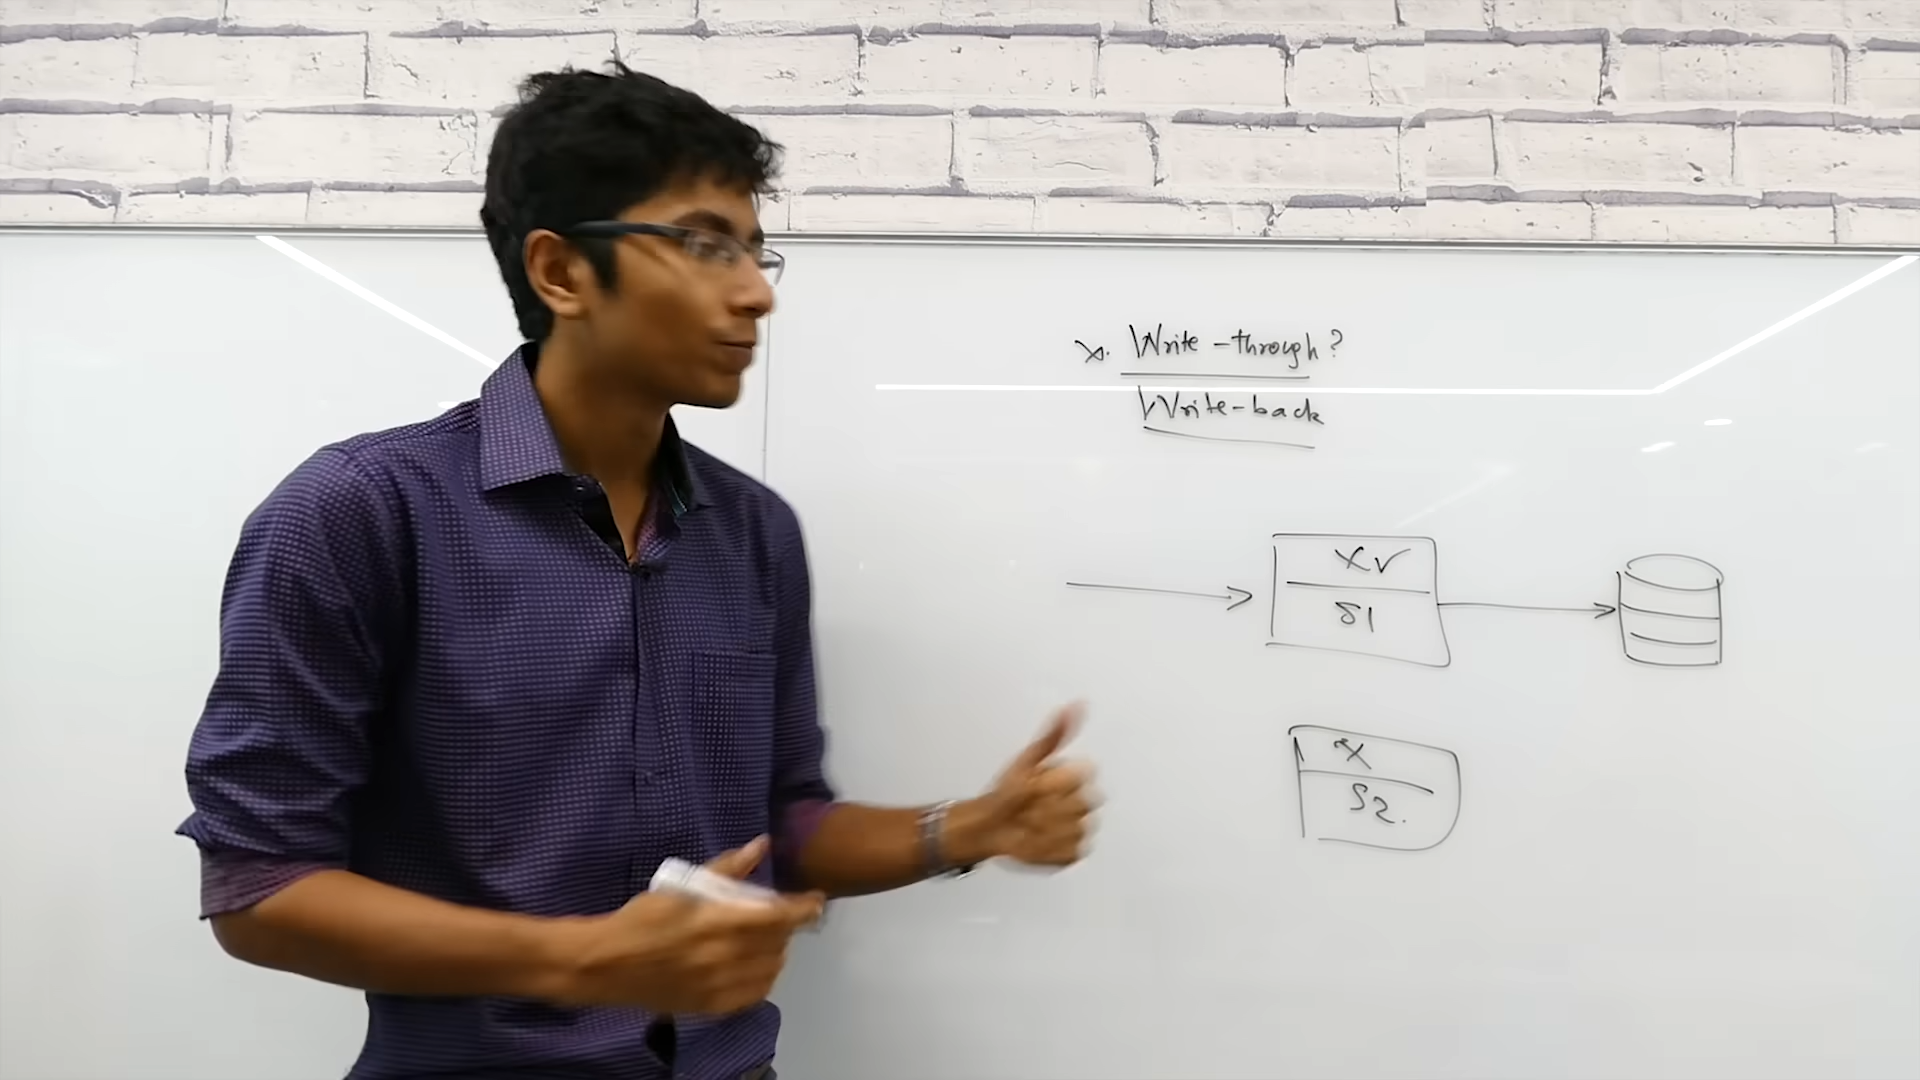 x. Write-through?
Write-back
X✓
S1
X
S2.